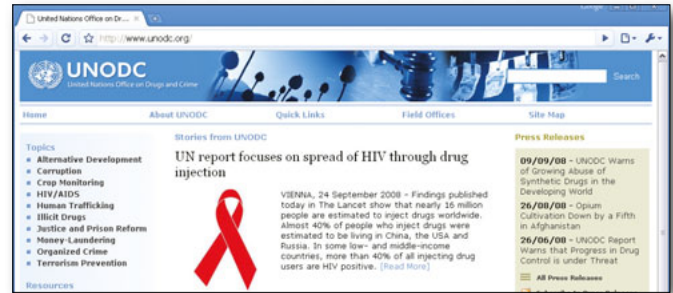 United Nations Office on Dr...
http://www.unodc.org/
UNODC
United Nations Office on Drugs and Crime
Search
Home
About UNODC
Quick Links
Field Offices
Site Map
Topics
Alternative Development
Corruption
Crop Monitoring
HIV/AIDS
Human Trafficking
Illicit Drugs
Justice and Prison Reform
Money-Laundering
Organized Crime
Terrorism Prevention
Resources
Stories from UNODC
UN report focuses on spread of HIV through drug
injection
VIENNA, 24 September 2008 - Findings published
today in The Lancet show that nearly 16 million
people are estimated to inject drugs worldwide.
Almost 40% of people who inject drugs were
estimated to be living in China, the USA and
Russia. In some low- and middle-income
countries, more than 40% of all injecting drug
users are HIV positive. [Read More]
Press Releases
09/09/08 - UNODC Warns
of Growing Abuse of
Synthetic Drugs in the
Developing World
26/08/08 - Opium
Cultivation Down by a Fifth
in Afghanistan
26/06/08 - UNODC Report
Warns that Progress in Drug
Control is under Threat
All Press Releases